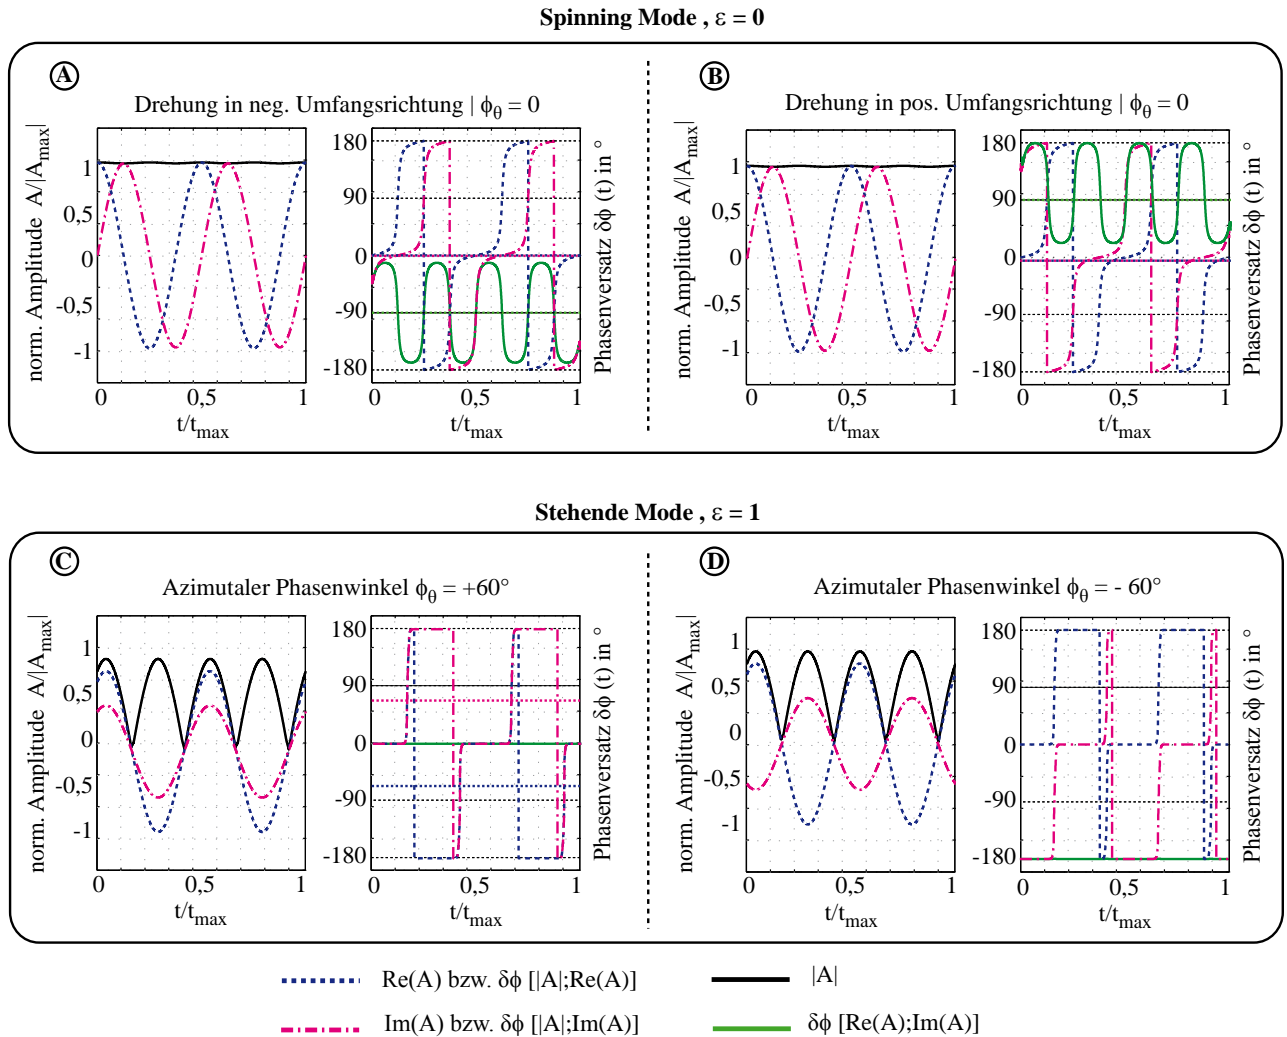 Spinning Mode , ε = 0
A
Drehung in neg. Umfangsrichtung | ϕθ = 0
norm. Amplitude A/|Amax|
1
0,5
0
-0,5
-1
0
0,5
1
t/tmax
180
90
0
-90
-180
0
0,5
1
t/tmax
Phasenversatz δϕ (t) in °
B
Drehung in pos. Umfangsrichtung | ϕθ = 0
norm. Amplitude A/|Amax|
1
0,5
0
-0,5
-1
0
0,5
1
t/tmax
180
90
0
-90
-180
0
0,5
1
t/tmax
Phasenversatz δϕ (t) in °
Stehende Mode , ε = 1
C
Azimutaler Phasenwinkel ϕθ = +60°
norm. Amplitude A/|Amax|
1
0,5
0
-0,5
-1
0
0,5
1
t/tmax
180
90
0
-90
-180
0
0,5
1
t/tmax
Phasenversatz δϕ (t) in °
D
Azimutaler Phasenwinkel ϕθ = - 60°
norm. Amplitude A/|Amax|
1
0,5
0
-0,5
-1
0
0,5
1
t/tmax
180
90
0
-90
-180
0
0,5
1
t/tmax
Phasenversatz δϕ (t) in °
Re(A) bzw. δϕ [|A|;Re(A)]
|A|
Im(A) bzw. δϕ [|A|;Im(A)]
δϕ [Re(A);Im(A)]